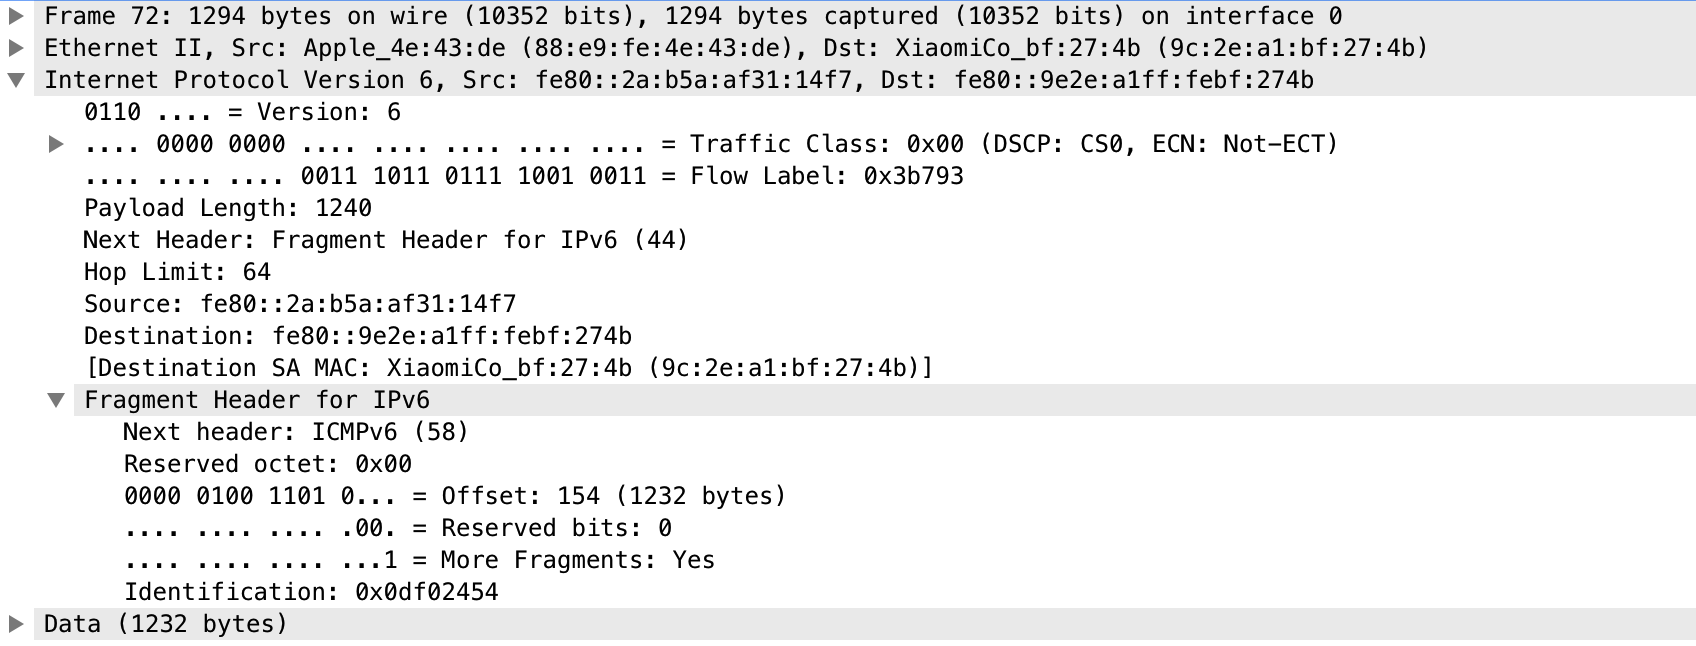 Frame 72: 1294 bytes on wire (10352 bits), 1294 bytes captured (10352 bits) on interface 0
Ethernet II, Src: Apple_4e:43:de (88:e9:fe:4e:43:de), Dst: XiaomiCo_bf:27:4b (9c:2e:a1:bf:27:4b)
Internet Protocol Version 6, Src: fe80::2a:b5a:af31:14f7, Dst: fe80::9e2e:a1ff:febf:274b
0110 .... = Version: 6
.... 0000 0000 .... .... .... .... .... = Traffic Class: 0x00 (DSCP: CS0, ECN: Not-ECT)
.... .... .... 0011 1011 0111 1001 0011 = Flow Label: 0x3b793
Payload Length: 1240
Next Header: Fragment Header for IPv6 (44)
Hop Limit: 64
Source: fe80::2a:b5a:af31:14f7
Destination: fe80::9e2e:a1ff:febf:274b
[Destination SA MAC: XiaomiCo_bf:27:4b (9c:2e:a1:bf:27:4b)]
Fragment Header for IPv6
Next header: ICMPv6 (58)
Reserved octet: 0x00
0000 0100 1101 0... = Offset: 154 (1232 bytes)
.... .... .... .00. = Reserved bits: 0
.... .... .... ...1 = More Fragments: Yes
Identification: 0x0df02454
Data (1232 bytes)